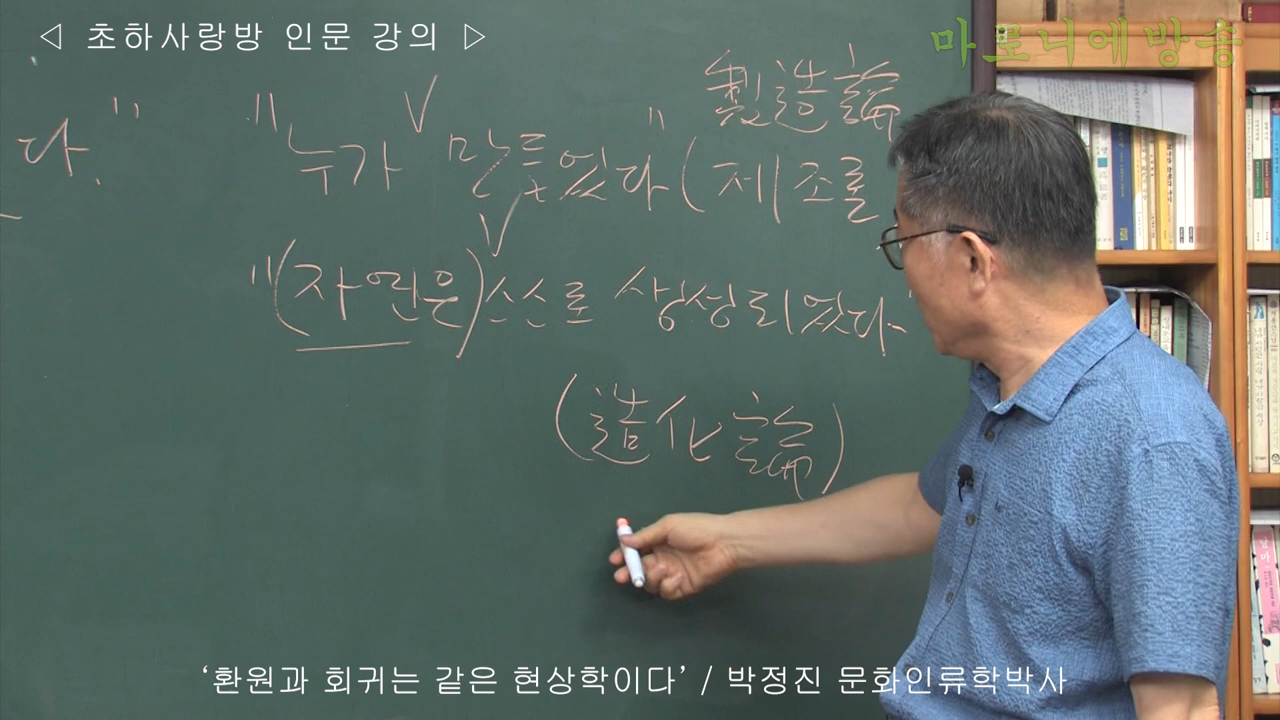 ◁ 초하사랑방 인문 강의 ▷
마로니에방송
製造論
다."
"누가 만들었다" (제조론
"(자연은) 스스로 생성되었다
(造化論)
‘환원과 회귀는 같은 현상학이다’ / 박정진 문화인류학박사